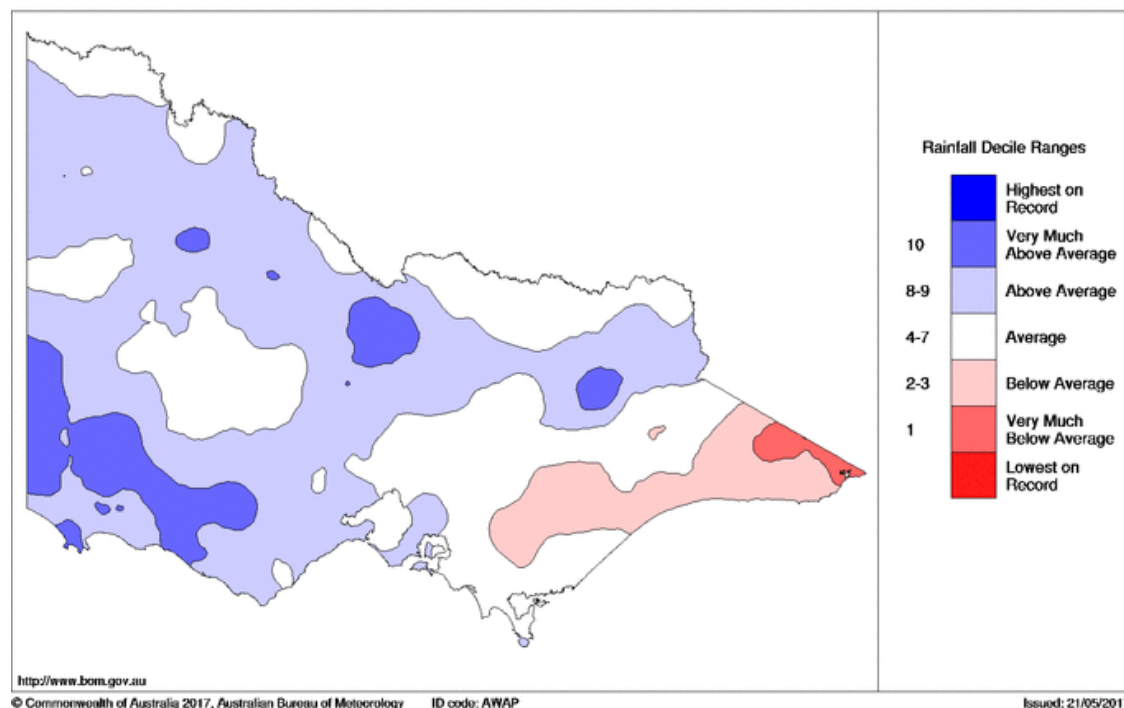 Rainfall Decile Ranges
Highest on
Record
10
Very Much
Above Average
8-9
Above Average
4-7
Average
2-3
Below Average
1
Very Much
Below Average
Lowest on
Record
http://www.bom.gov.au
© Commonwealth of Australia 2017, Australian Bureau of Meteorology ID code: AWAP Issued: 21/05/2017